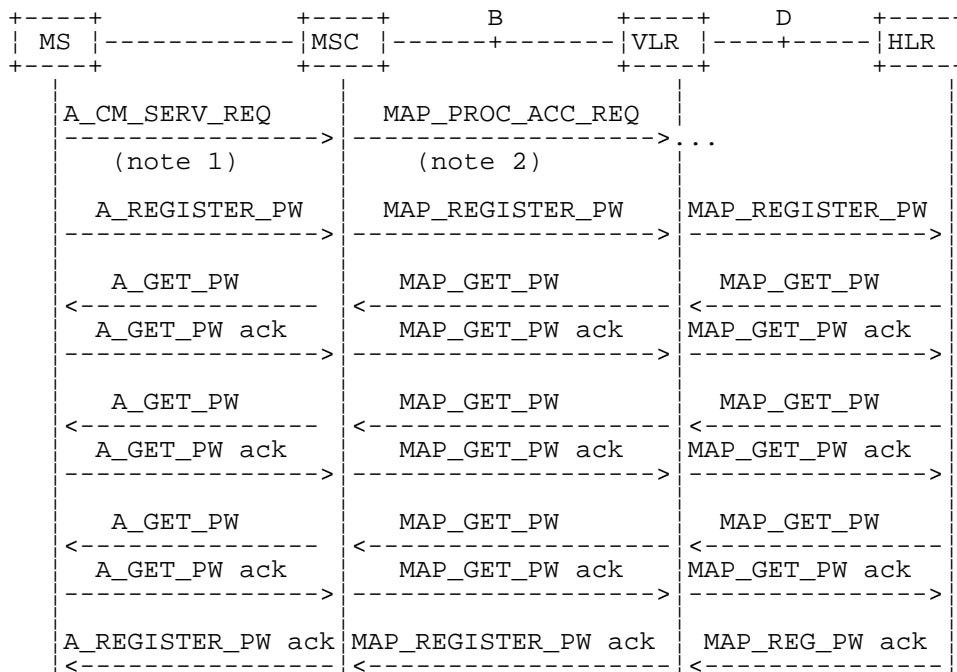 B D
MS MSC VLR HLR
A_CM_SERV_REQ MAP_PROC_ACC_REQ
...
(note 1) (note 2)
A_REGISTER_PW MAP_REGISTER_PW MAP_REGISTER_PW
A_GET_PW MAP_GET_PW MAP_GET_PW
A_GET_PW ack MAP_GET_PW ack MAP_GET_PW ack
A_GET_PW MAP_GET_PW MAP_GET_PW
A_GET_PW ack MAP_GET_PW ack MAP_GET_PW ack
A_GET_PW MAP_GET_PW MAP_GET_PW
A_GET_PW ack MAP_GET_PW ack MAP_GET_PW ack
A_REGISTER_PW ack MAP_REGISTER_PW ack MAP_REG_PW ack